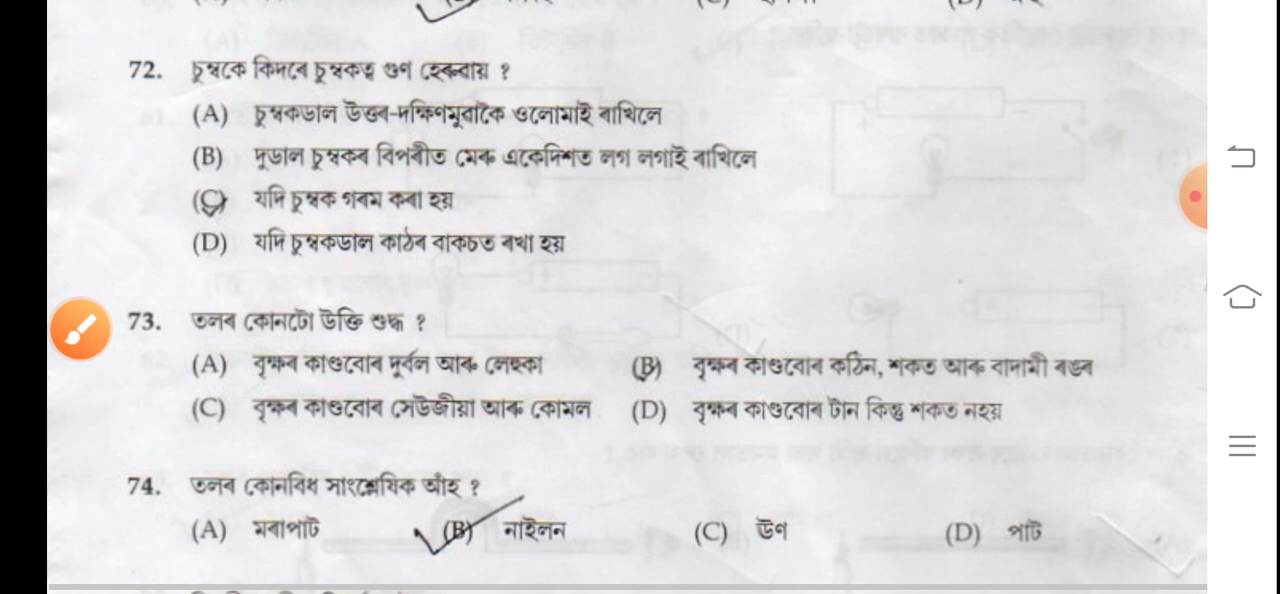 72. চুম্বকে কিদৰে চুম্বকত্ব গুণ হেৰুৱায় ?
(A) চুম্বকডাল উত্তৰ-দক্ষিণমুৱাকৈ ওলোমাই ৰাখিলে
(B) দুডাল চুম্বকৰ বিপৰীত মেৰু একেদিশত লগ লগাই ৰাখিলে
(C) যদি চুম্বক গৰম কৰা হয়
(D) যদি চুম্বকডাল কাঠৰ বাকচত ৰখা হয়
73. তলৰ কোনটো উক্তি শুদ্ধ ?
(A) বৃক্ষৰ কাণ্ডবোৰ দুৰ্বল আৰু লেহুকা (B) বৃক্ষৰ কাণ্ডবোৰ কঠিন, শকত আৰু বাদামী ৰঙৰ
(C) বৃক্ষৰ কাণ্ডবোৰ সেউজীয়া আৰু কোমল (D) বৃক্ষৰ কাণ্ডবোৰ টান কিন্তু শকত নহয়
74. তলৰ কোনবিধ সাংশ্লেষিক আঁহ ?
(A) মৰাপাট (B) নাইলন (C) ঊণ (D) পাট